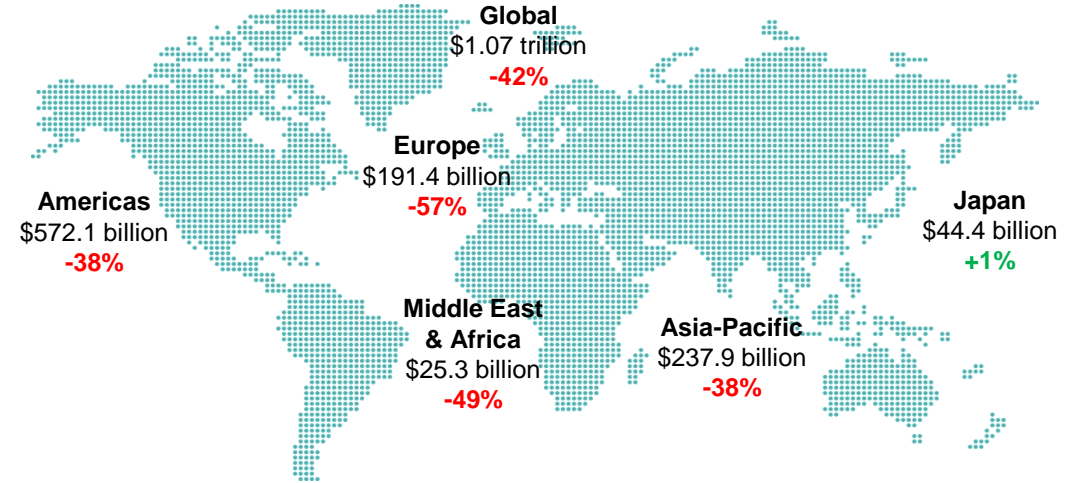 Global
$1.07 trillion
-42%
Europe
$191.4 billion
-57%
Americas
$572.1 billion
-38%
Japan
$44.4 billion
+1%
Middle East
& Africa
$25.3 billion
-49%
Asia-Pacific
$237.9 billion
-38%